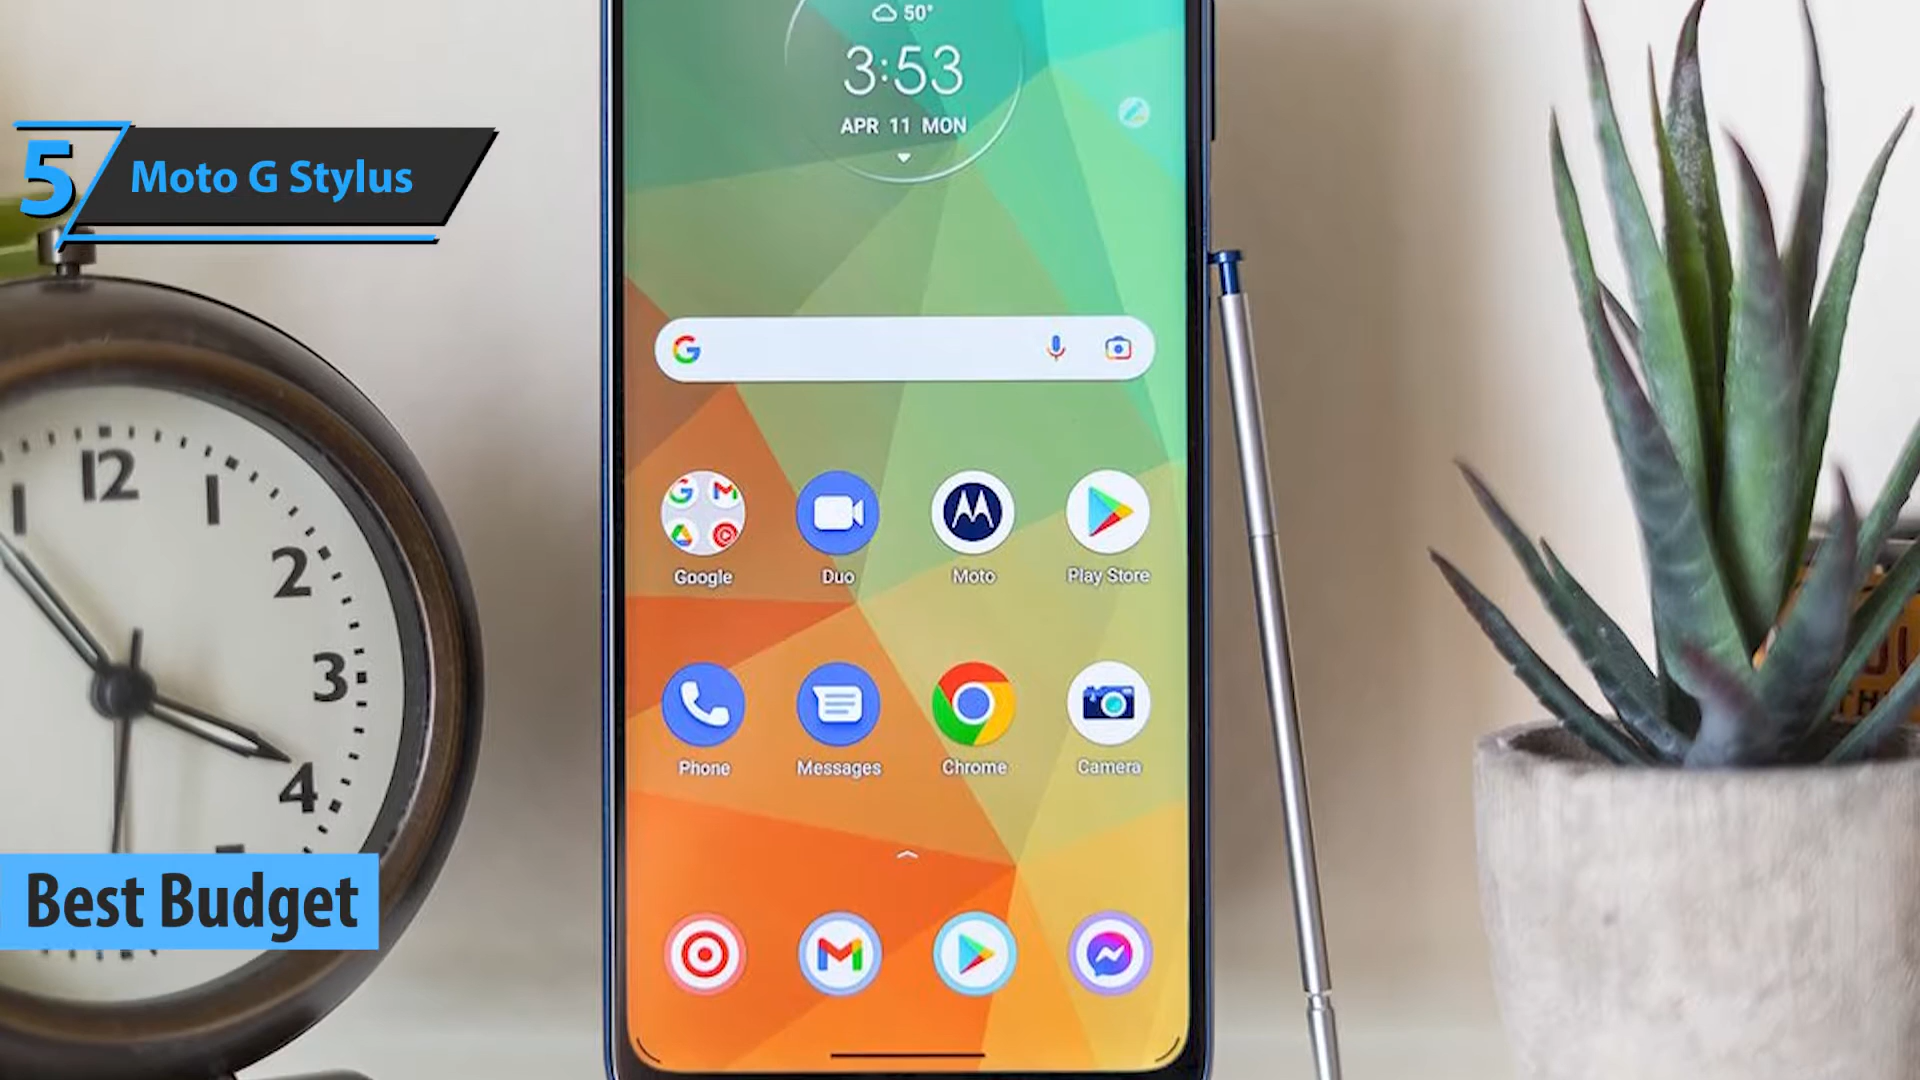 50°
3:53
APR 11 MON
5
Moto G Stylus
12
1
2
3
4
Google
Duo
Moto
Play Store
Phone
Messages
Chrome
Camera
Best Budget